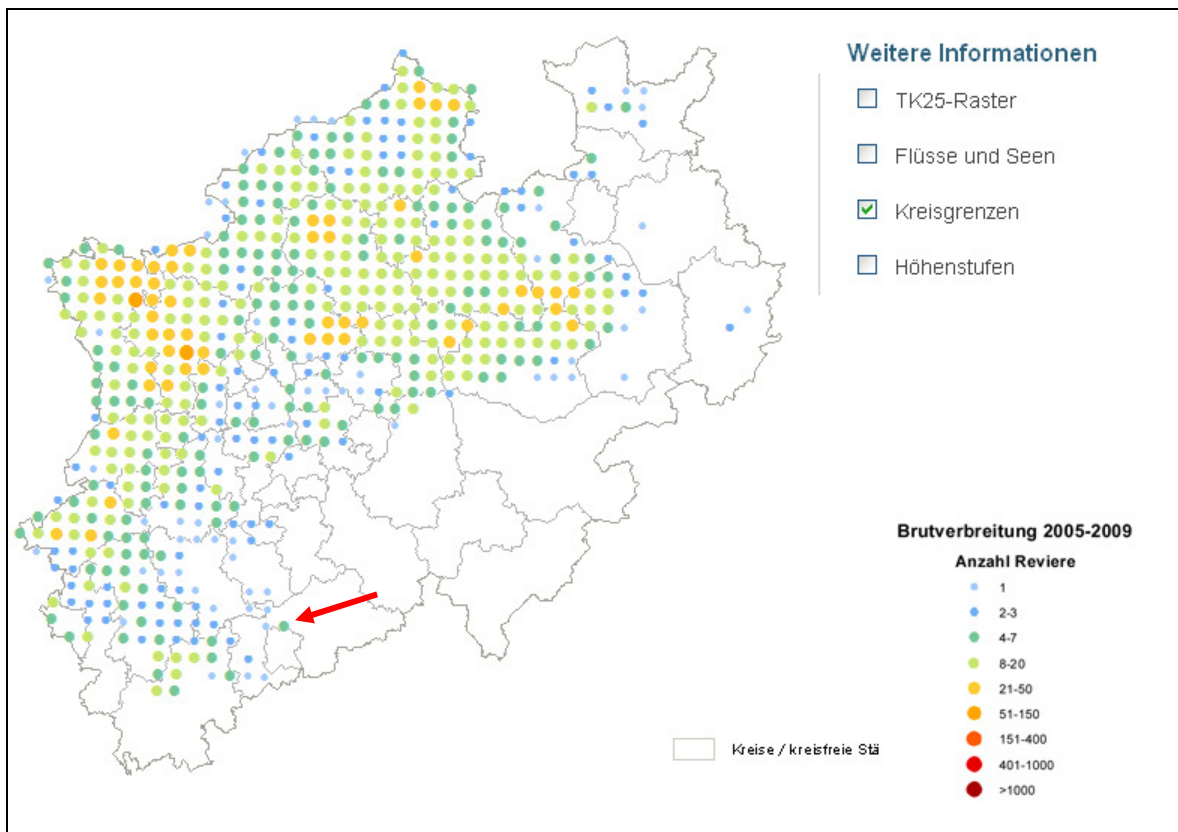 Weitere Informationen
TK25-Raster
Flüsse und Seen
Kreisgrenzen
Höhenstufen
Brutverbreitung 2005-2009
Anzahl Reviere
1
2-3
4-7
8-20
21-50
51-150
151-400
401-1000
>1000
Kreise / kreisfreie Stä